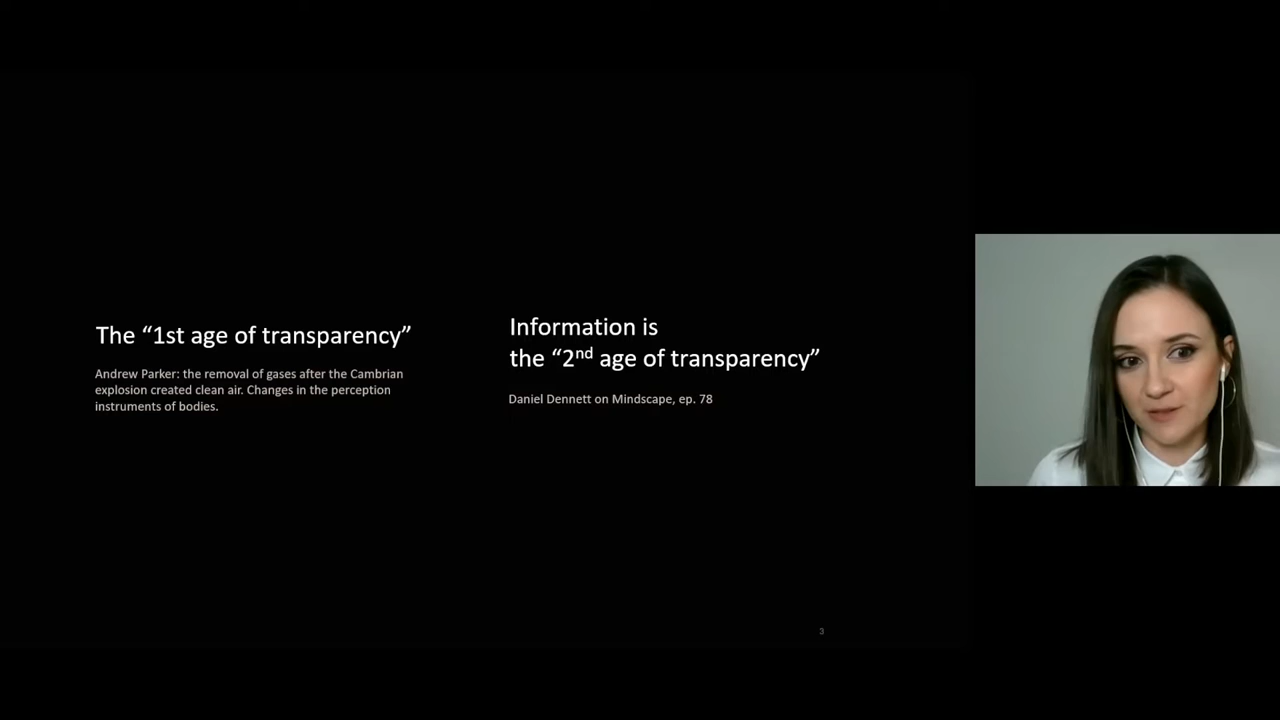 The “1st age of transparency”
Andrew Parker: the removal of gases after the Cambrian
explosion created clean air. Changes in the perception
instruments of bodies.
Information is
the “2nd age of transparency”
Daniel Dennett on Mindscape, ep. 78
3